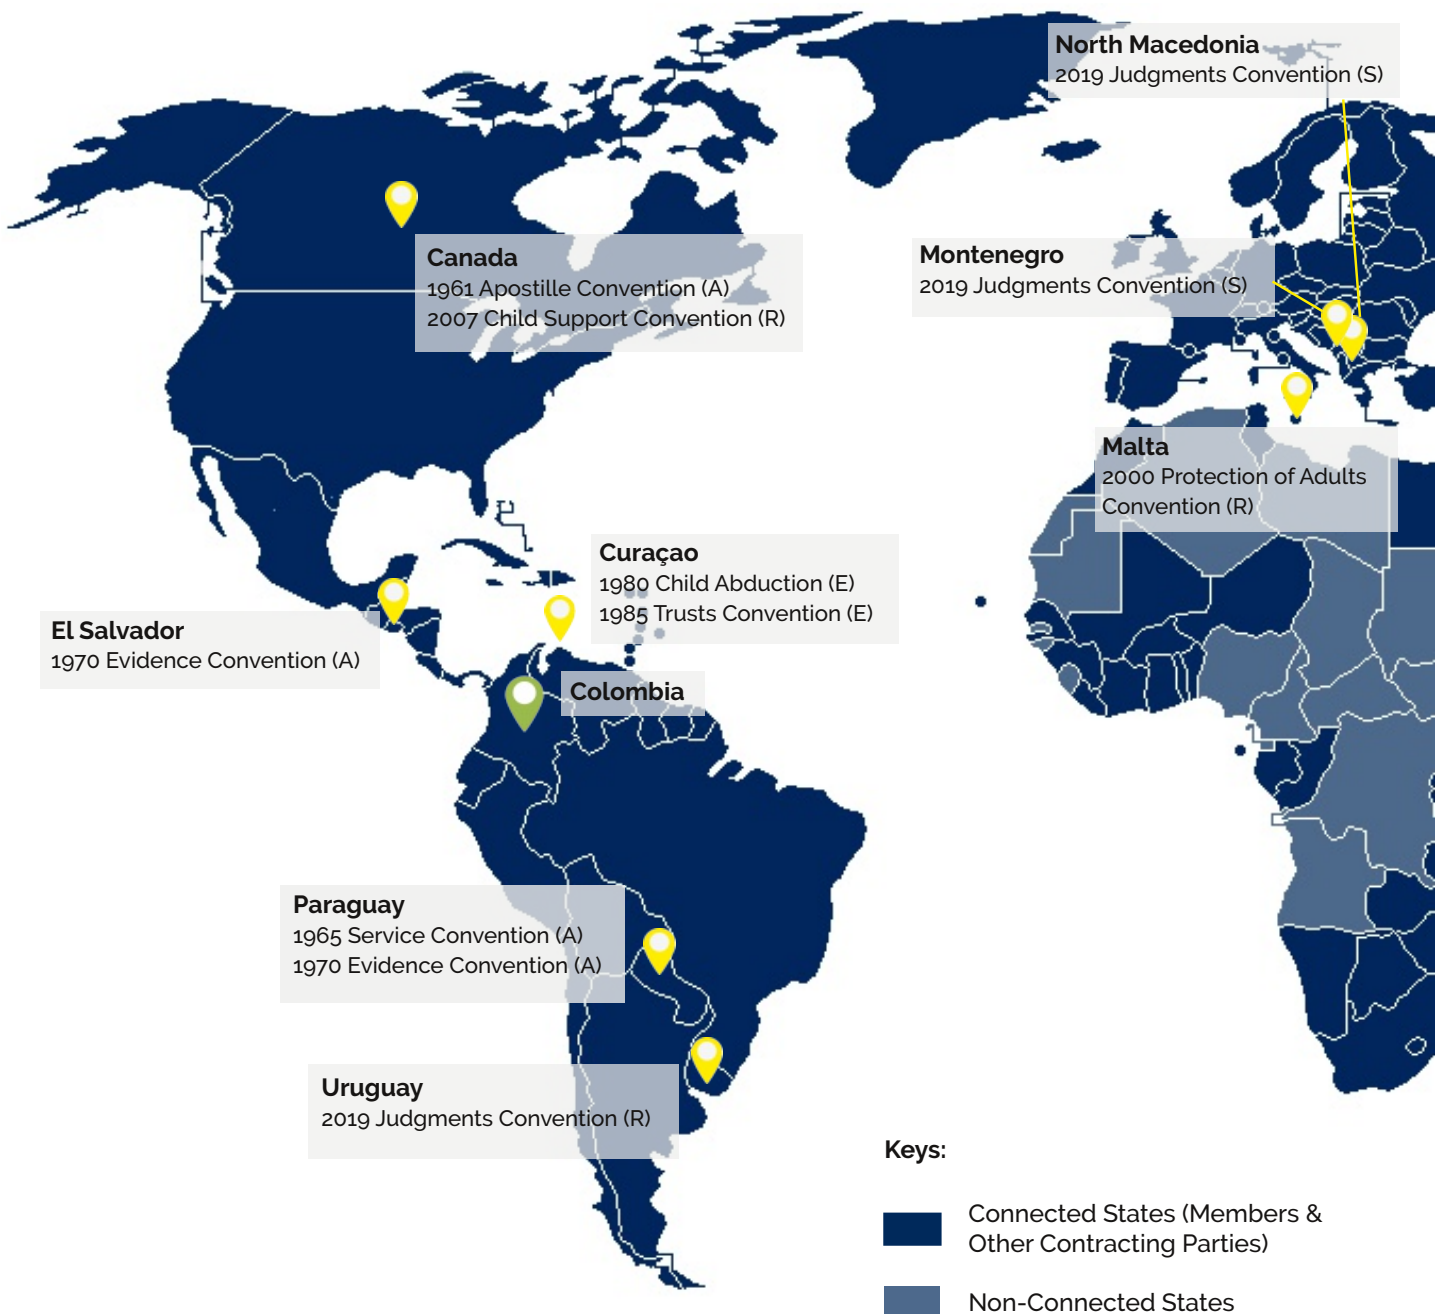 North Macedonia
2019 Judgments Convention (S)
Canada
1961 Apostille Convention (A)
2007 Child Support Convention (R)
Montenegro
2019 Judgments Convention (S)
Malta
2000 Protection of Adults
Convention (R)
Curaçao
1980 Child Abduction (E)
1985 Trusts Convention (E)
El Salvador
1970 Evidence Convention (A)
Colombia
Paraguay
1965 Service Convention (A)
1970 Evidence Convention (A)
Uruguay
2019 Judgments Convention (R)
Keys:
Connected States (Members &
Other Contracting Parties)
Non-Connected States